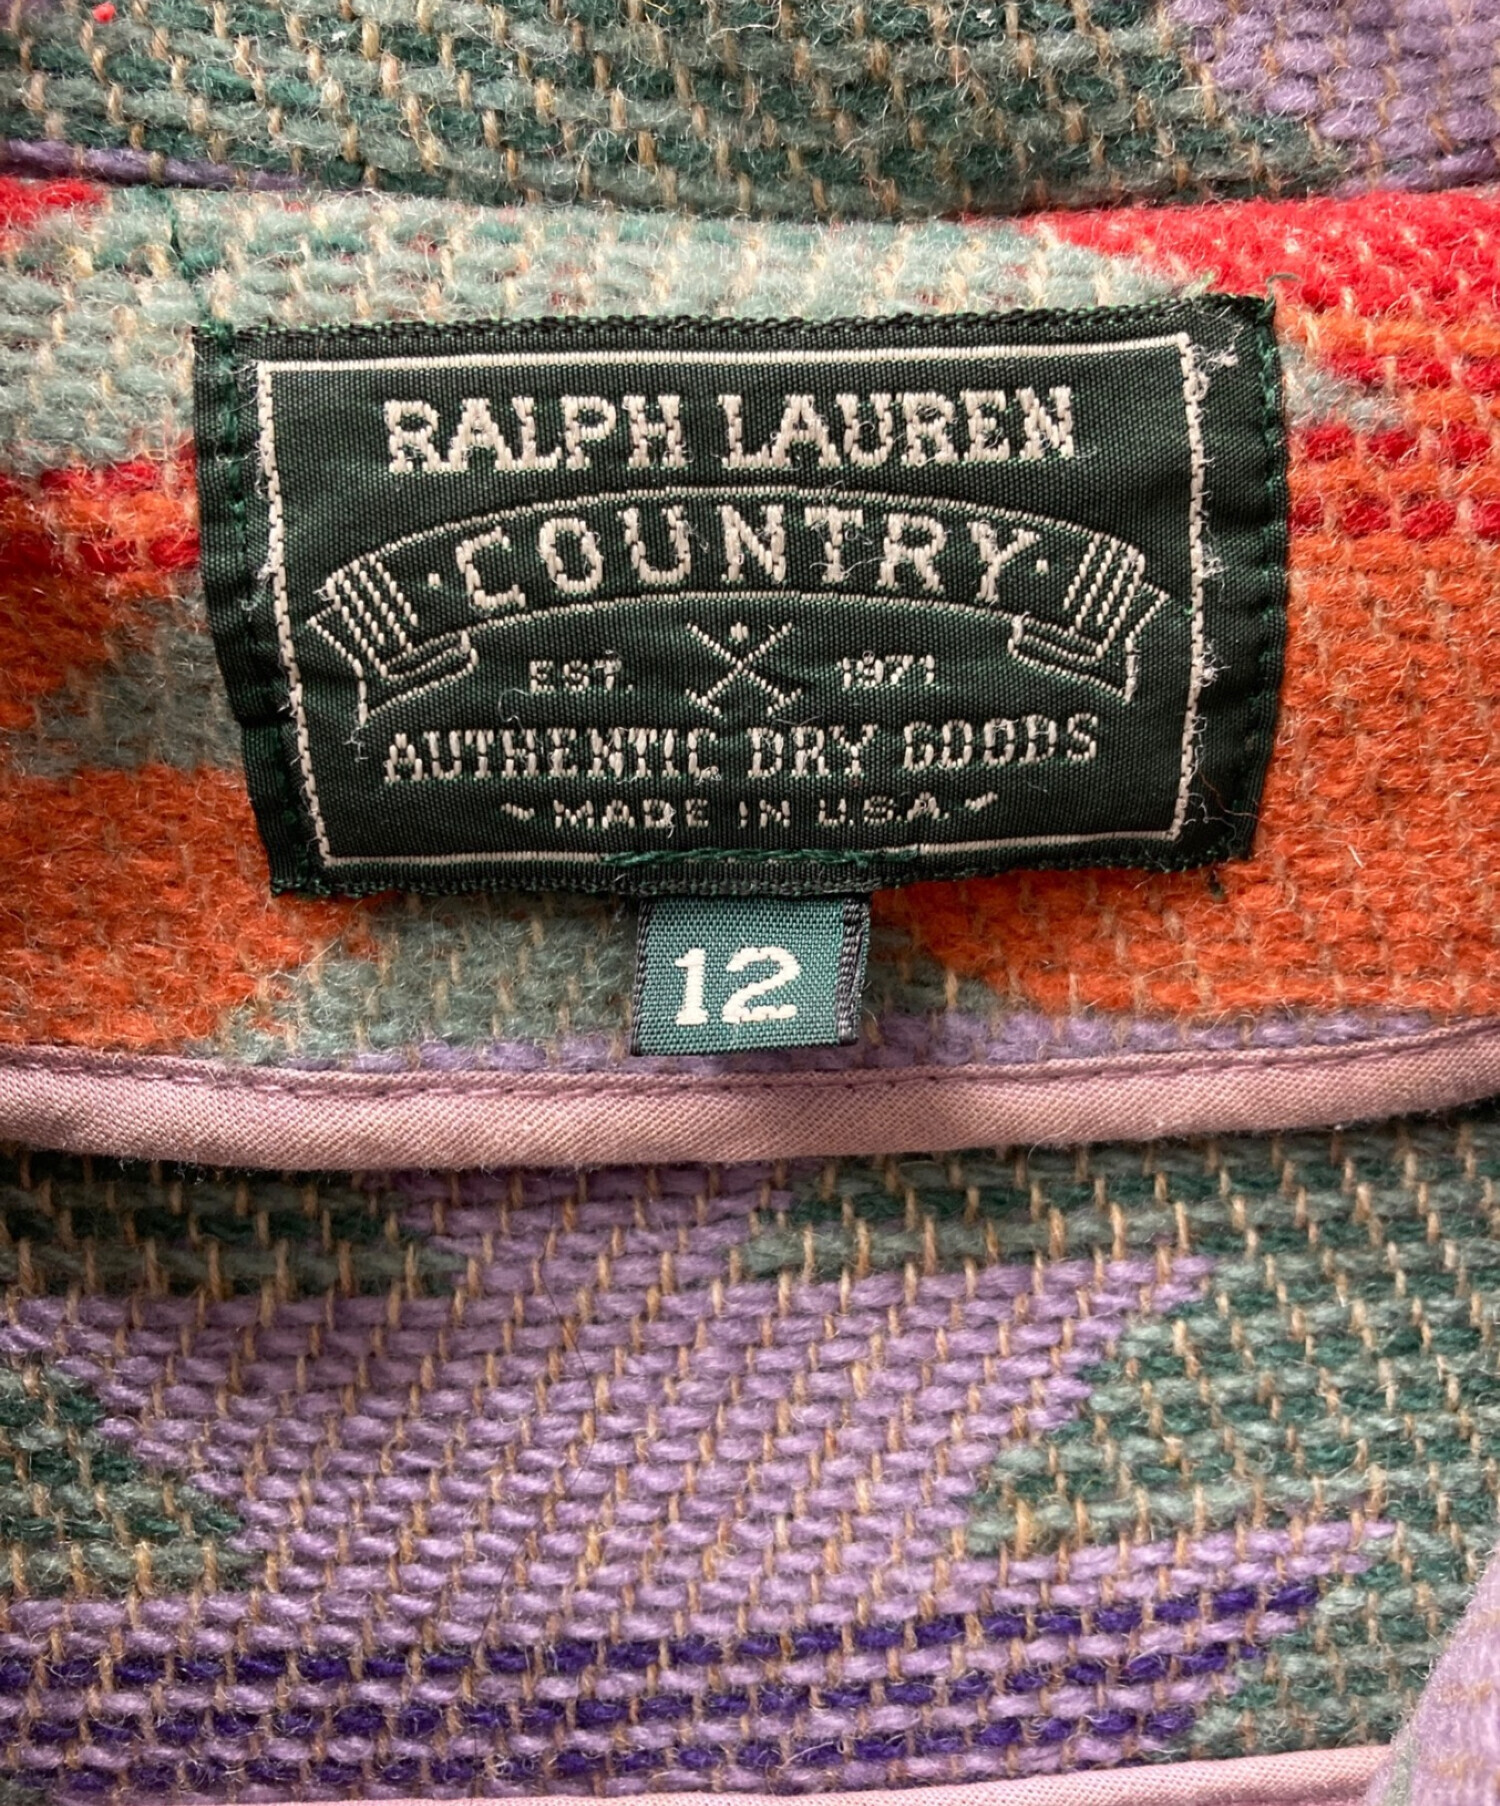 RALPH LAUREN
· COUNTRY ·
EST. 1971
AUTHENTIC DRY GOODS
MADE IN U.S.A.
12